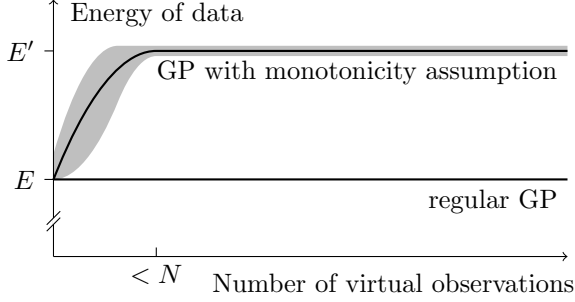 Energy of data
E′
GP with monotonicity assumption
E
regular GP
< N
Number of virtual observations